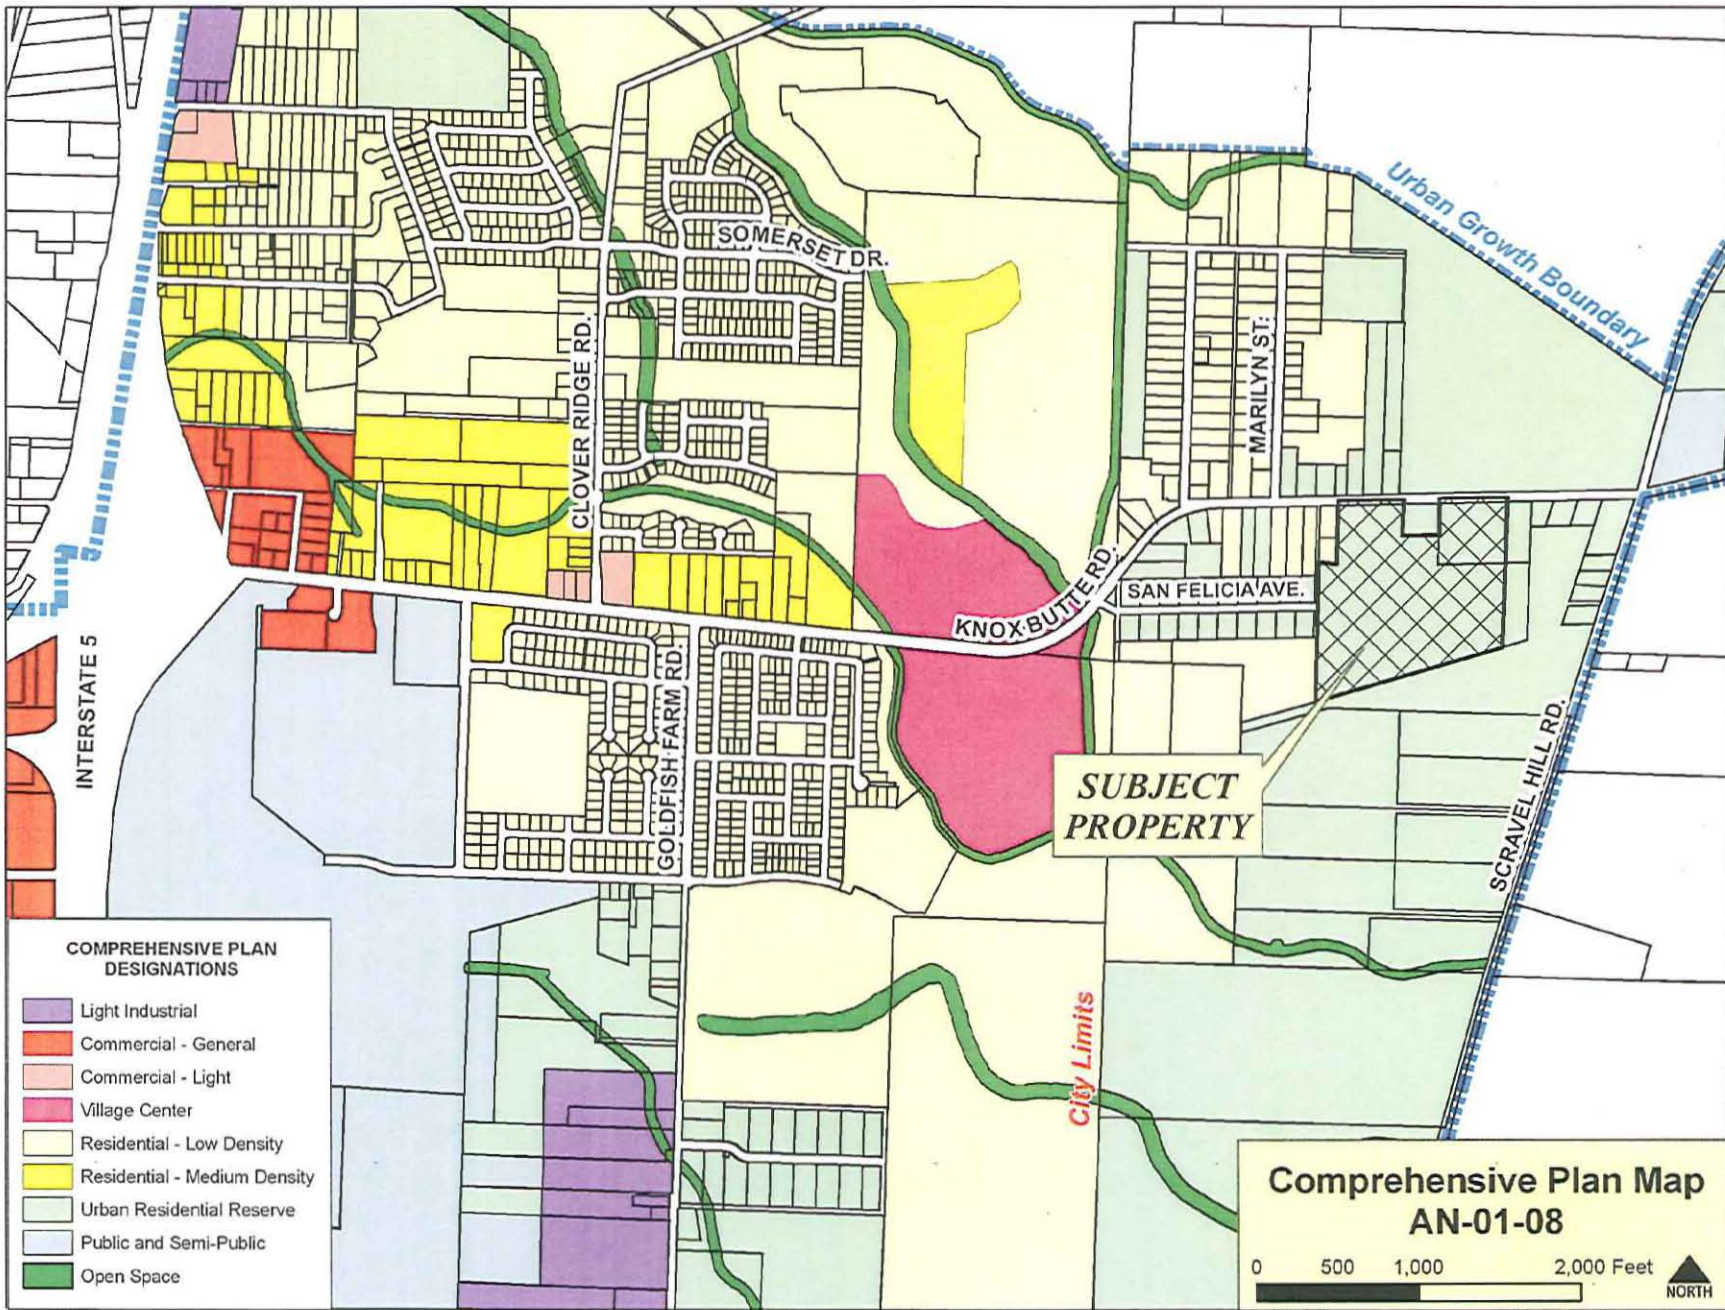 Urban Growth Boundary
SOMERSET DR.
CLOVER RIDGE RD.
MARILYN ST.
KNOX BUTTE RD.
SAN FELICIA AVE.
INTERSTATE 5
GOLDFISH FARM RD.
SUBJECT
PROPERTY
SCRAVEL HILL RD.
City Limits
COMPREHENSIVE PLAN
DESIGNATIONS
Light Industrial
Commercial - General
Commercial - Light
Village Center
Residential - Low Density
Residential - Medium Density
Urban Residential Reserve
Public and Semi-Public
Open Space
Comprehensive Plan Map
AN-01-08
0 500 1,000 2,000 Feet
NORTH